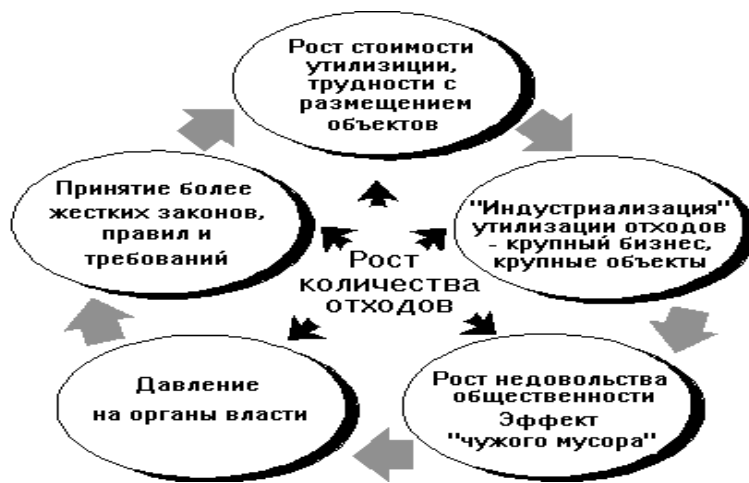 Рост стоимости
утилизиции,
трудности с
размещением
объектов
Принятие более
жестких законов,
правил и
требований
"Индустриализация"
утилизации отходов
- крупный бизнес,
крупные объекты
Рост
количества
отходов
Давление
на органы власти
Рост недовольства
общественности
Эффект
"чужого мусора"